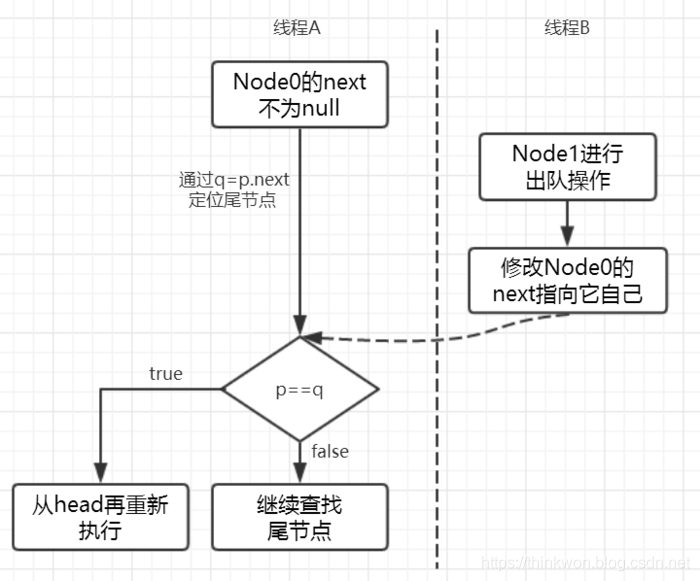 线程A
线程B
Node0的next
不为null
Node1进行
出队操作
通过q=p.next
定位尾节点
修改Node0的
next指向它自己
true
p==q
false
从head再重新
执行
继续查找
尾节点
https://thinkwon.blog.csdn.net